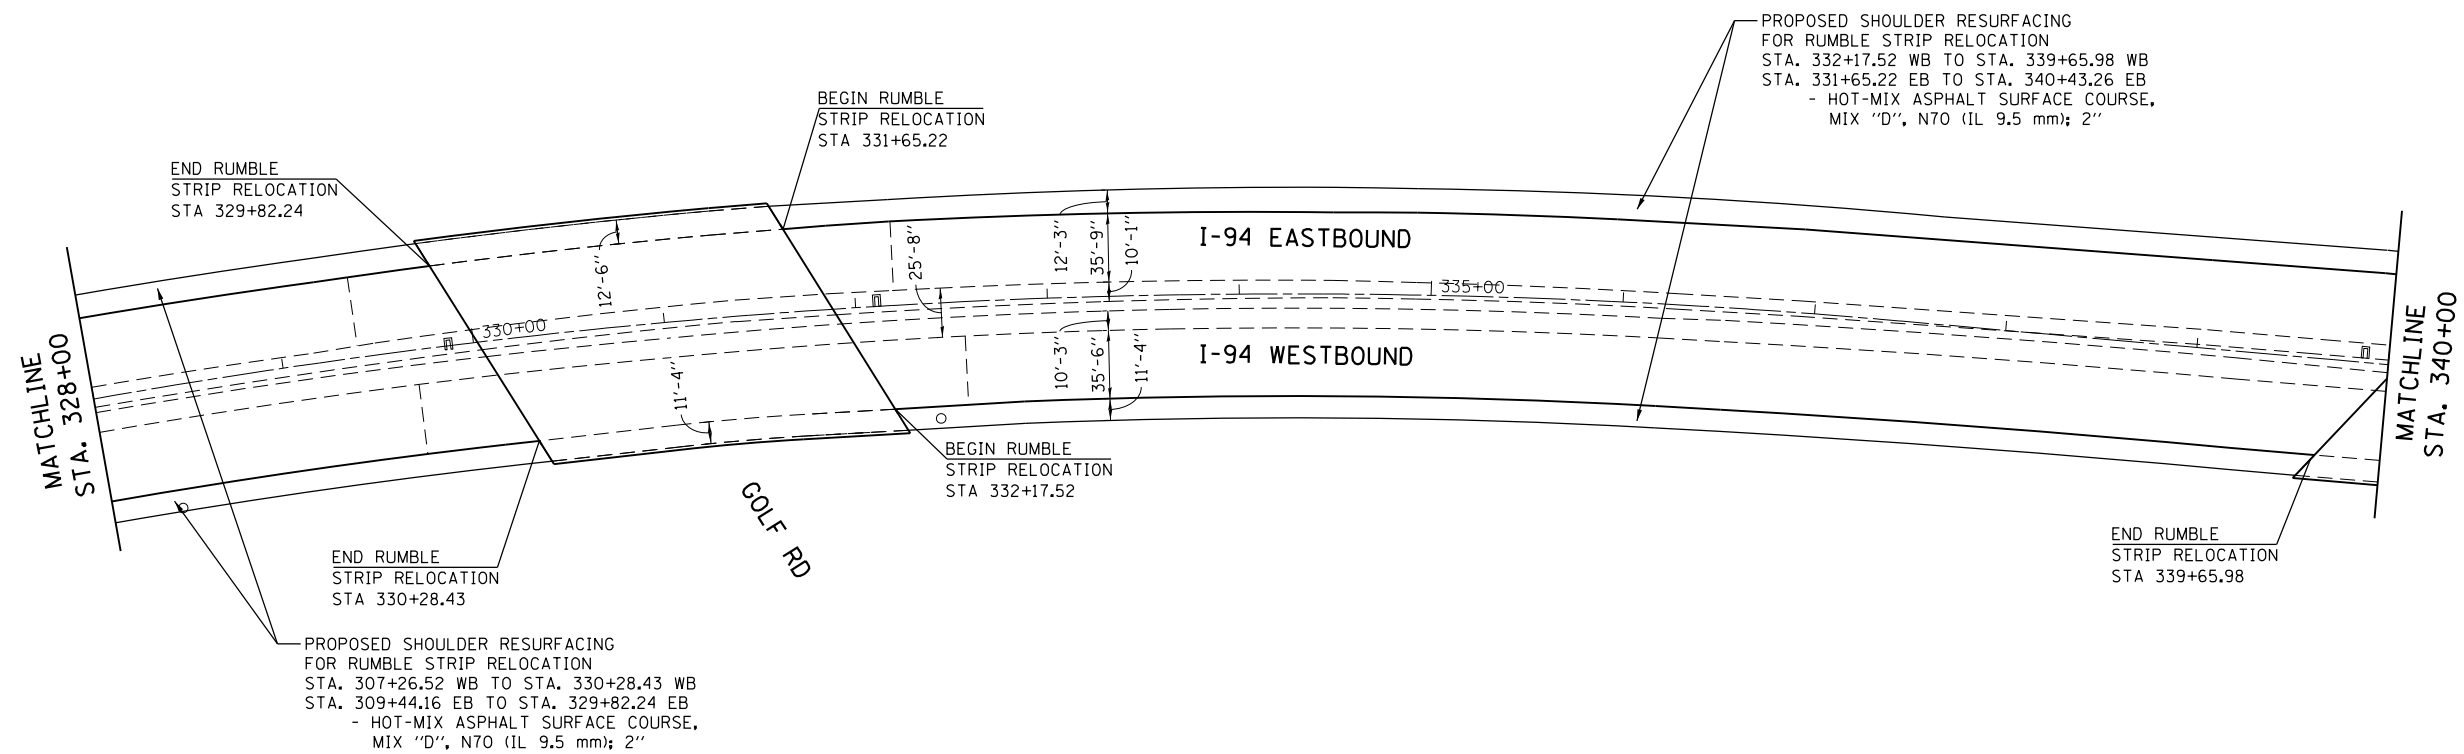 PROPOSED SHOULDER RESURFACING
FOR RUMBLE STRIP RELOCATION
STA. 332+17.52 WB TO STA. 339+65.98 WB
STA. 331+65.22 EB TO STA. 340+43.26 EB
- HOT-MIX ASPHALT SURFACE COURSE,
MIX "D", N70 (IL 9.5 mm); 2"
BEGIN RUMBLE
STRIP RELOCATION
STA 331+65.22
END RUMBLE
STRIP RELOCATION
STA 329+82.24
12'-6"
25'-8"
12'-3"
35'-9"
10'-1"
I-94 EASTBOUND
330+00
335+00
MATCHLINE
STA. 328+00
MATCHLINE
STA. 340+00
11'-4"
10'-3"
35'-6"
11'-4"
I-94 WESTBOUND
BEGIN RUMBLE
STRIP RELOCATION
STA 332+17.52
GOLF RD
END RUMBLE
STRIP RELOCATION
STA 330+28.43
END RUMBLE
STRIP RELOCATION
STA 339+65.98
PROPOSED SHOULDER RESURFACING
FOR RUMBLE STRIP RELOCATION
STA. 307+26.52 WB TO STA. 330+28.43 WB
STA. 309+44.16 EB TO STA. 329+82.24 EB
- HOT-MIX ASPHALT SURFACE COURSE,
MIX "D", N70 (IL 9.5 mm); 2"